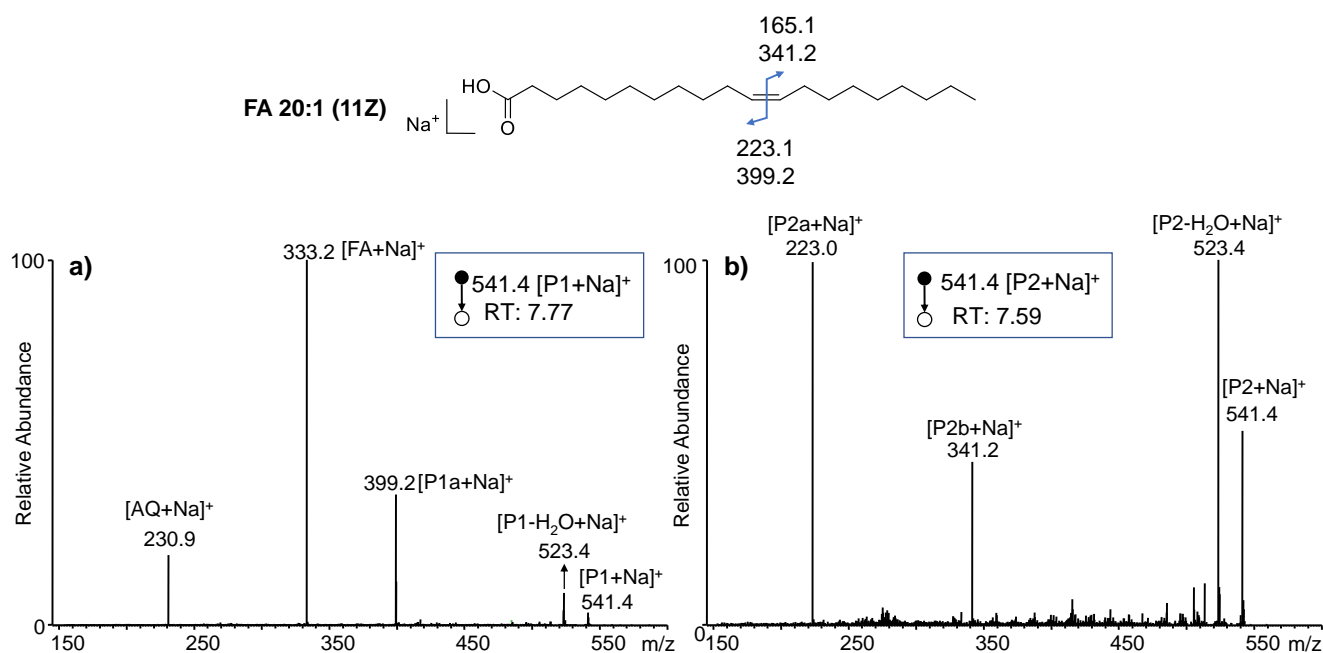 165.1
341.2
HO
FA 20:1 (11Z)
Na+
O
223.1
399.2
a)
100
333.2 [FA+Na]+
541.4 [P1+Na]+
RT: 7.77
399.2 [P1a+Na]+
[AQ+Na]+
230.9
[P1-H2O+Na]+
523.4
[P1+Na]+
541.4
Relative Abundance
0
150 250 350 450 550 m/z
b)
100
[P2a+Na]+
223.0
541.4 [P2+Na]+
RT: 7.59
[P2-H2O+Na]+
523.4
[P2+Na]+
541.4
[P2b+Na]+
341.2
Relative Abundance
0
150 250 350 450 550 m/z